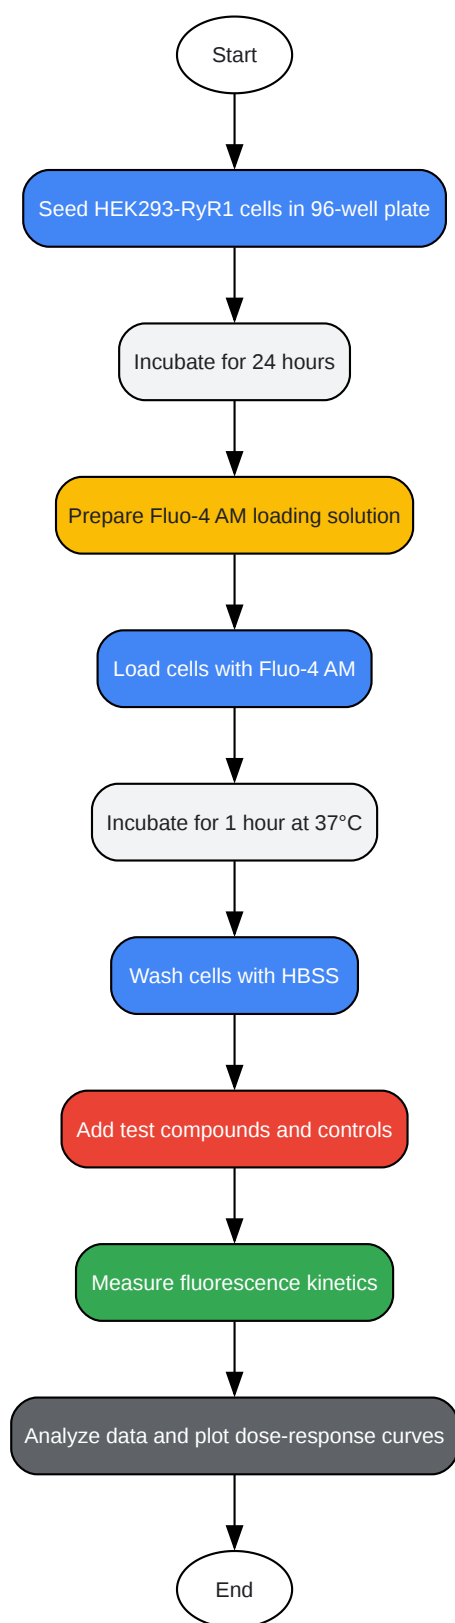 Start
Seed HEK293-RyR1 cells in 96-well plate
Incubate for 24 hours
Prepare Fluo-4 AM loading solution
Load cells with Fluo-4 AM
Incubate for 1 hour at 37°C
Wash cells with HBSS
Add test compounds and controls
Measure fluorescence kinetics
Analyze data and plot dose-response curves
End